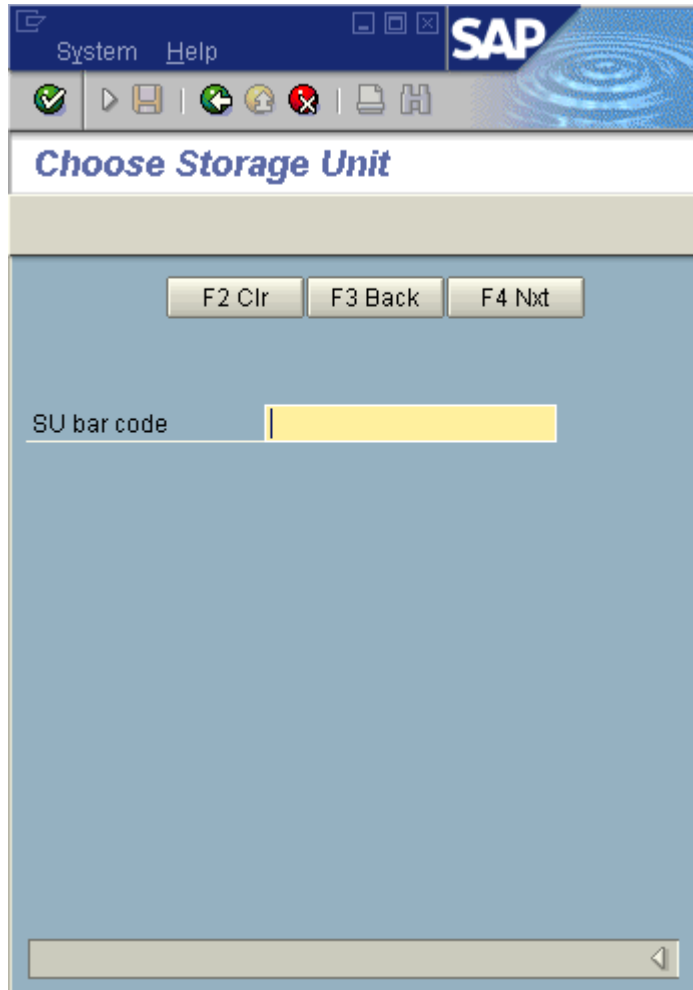 SAP
System Help
Choose Storage Unit
F2 Clr F3 Back F4 Nxt
SU bar code